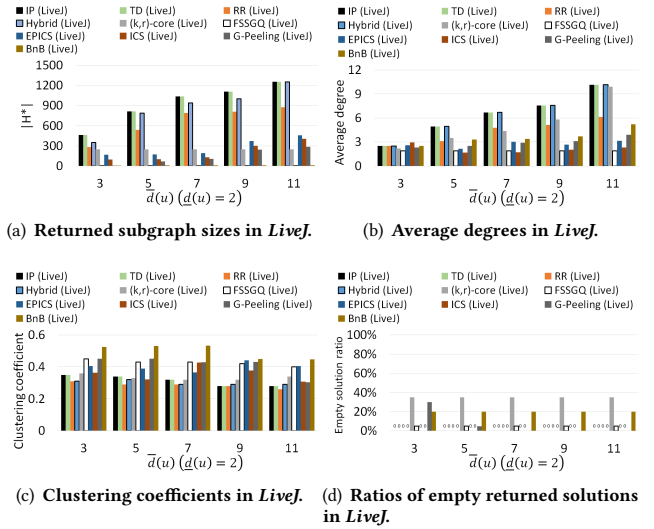 IP (LiveJ) TD (LiveJ) RR (LiveJ)
Hybrid (LiveJ) (k,r)-core (LiveJ) FSSGQ (LiveJ)
EPICS (LiveJ) ICS (LiveJ) G-Peeling (LiveJ)
BnB (LiveJ)
1500
1200
900
600
300
0
|H*|
3 5 7 9 11
d̅(u) (d̲(u) = 2)
(a) Returned subgraph sizes in LiveJ.
IP (LiveJ) TD (LiveJ) RR (LiveJ)
Hybrid (LiveJ) (k,r)-core (LiveJ) FSSGQ (LiveJ)
EPICS (LiveJ) ICS (LiveJ) G-Peeling (LiveJ)
BnB (LiveJ)
12
9
6
3
0
Average degree
3 5 7 9 11
d̅(u) (d̲(u) = 2)
(b) Average degrees in LiveJ.
IP (LiveJ) TD (LiveJ) RR (LiveJ)
Hybrid (LiveJ) (k,r)-core (LiveJ) FSSGQ (LiveJ)
EPICS (LiveJ) ICS (LiveJ) G-Peeling (LiveJ)
BnB (LiveJ)
0.6
0.4
0.2
0
Clustering coefficient
3 5 7 9 11
d̅(u) (d̲(u) = 2)
(c) Clustering coefficients in LiveJ.
IP (LiveJ) TD (LiveJ) RR (LiveJ)
Hybrid (LiveJ) (k,r)-core (LiveJ) FSSGQ (LiveJ)
EPICS (LiveJ) ICS (LiveJ) G-Peeling (LiveJ)
BnB (LiveJ)
100%
80%
60%
40%
20%
0%
Empty solution ratio
3 5 7 9 11
d̅(u) (d̲(u) = 2)
(d) Ratios of empty returned solutions
in LiveJ.